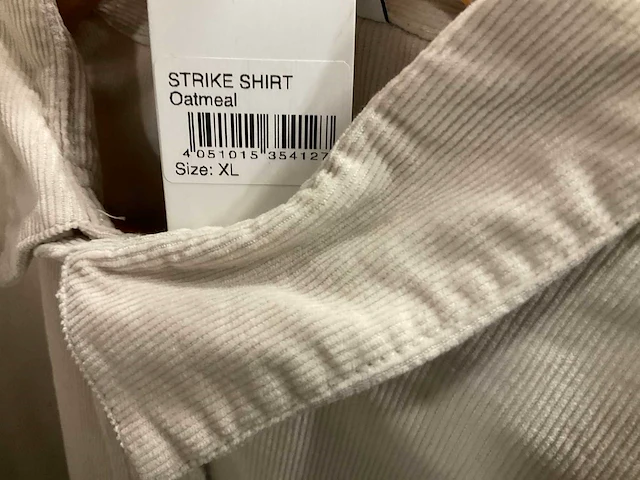 STRIKE SHIRT
Oatmeal
4 051015 354127
Size: XL